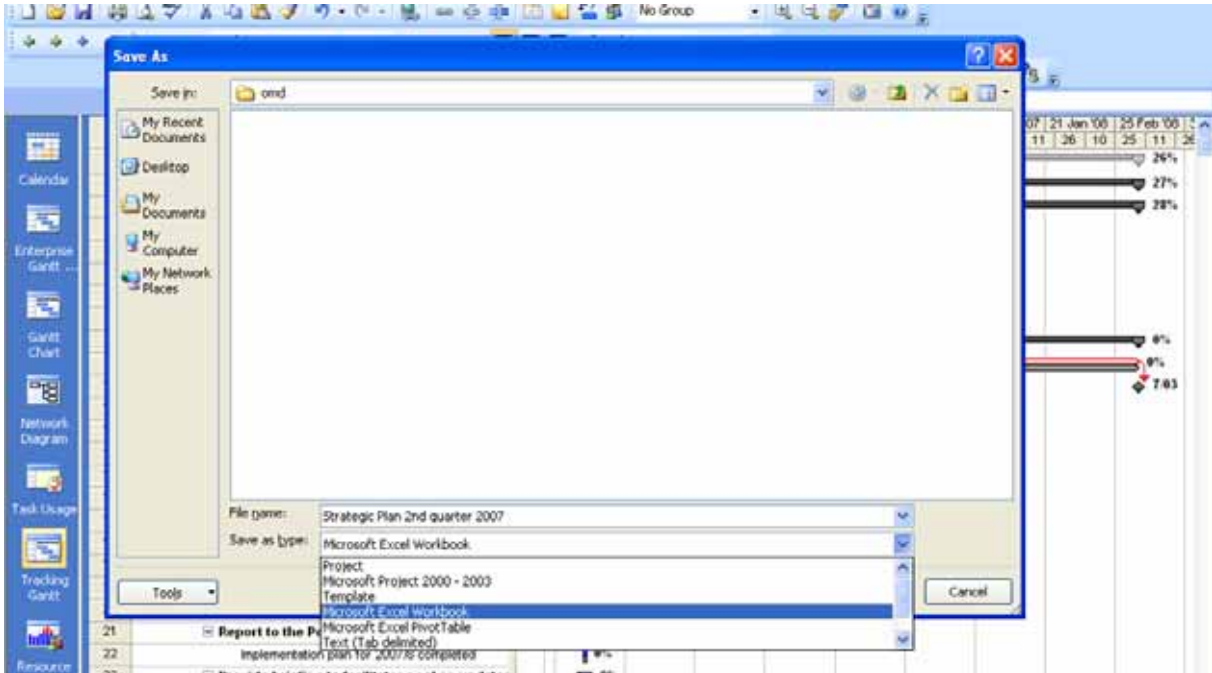 No Group
Save As
Save in:
omd
My Recent
Documents
Desktop
My
Documents
My
Computer
My Network
Places
File name:
Strategic Plan 2nd quarter 2007
Save as type:
Microsoft Excel Workbook
Project
Microsoft Project 2000 - 2003
Template
Microsoft Excel Workbook
Microsoft Excel PivotTable
Text (Tab delimited)
Tools
Cancel
Calendar
Enterprise
Gantt ...
Gantt
Chart
Network
Diagram
Task Usage
Tracking
Gantt
Resource
07 21 Jan '08 25 Feb '08
11 26 10 25 11 26
26%
27%
28%
0%
0%
7/03
21 Report to the
22 Implementation plan for 2007/8 completed
0%